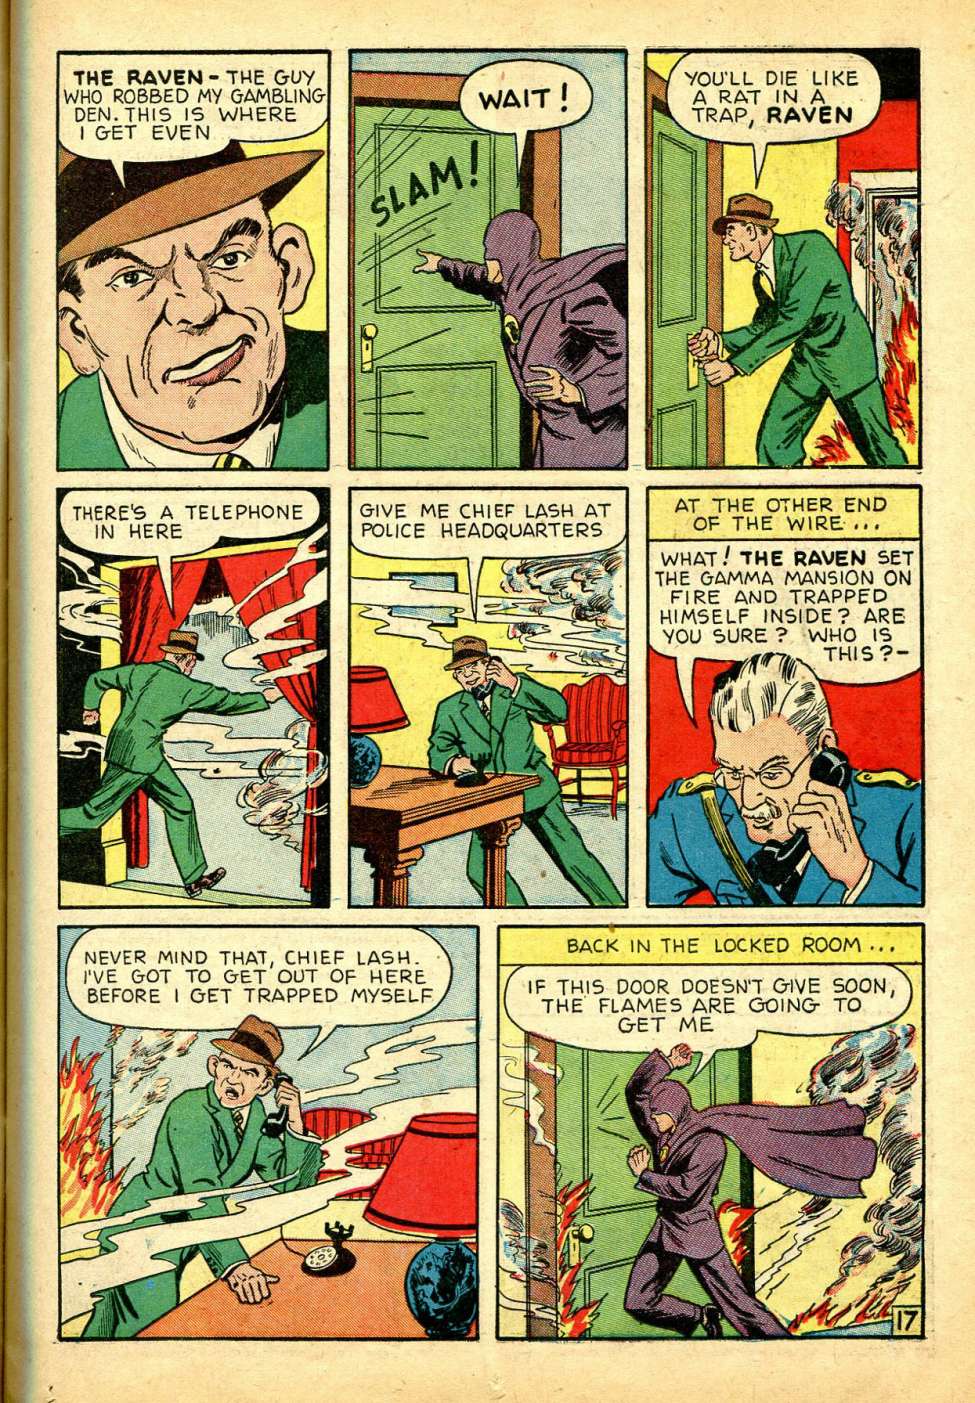 THE RAVEN - THE GUY
WHO ROBBED MY GAMBLING
DEN. THIS IS WHERE
I GET EVEN
WAIT!
SLAM!
YOU'LL DIE LIKE
A RAT IN A
TRAP, RAVEN
THERE'S A TELEPHONE
IN HERE
GIVE ME CHIEF LASH AT
POLICE HEADQUARTERS
AT THE OTHER END
OF THE WIRE...
WHAT! THE RAVEN SET
THE GAMMA MANSION ON
FIRE AND TRAPPED
HIMSELF INSIDE? ARE
YOU SURE? WHO IS
THIS?-
NEVER MIND THAT, CHIEF LASH.
I'VE GOT TO GET OUT OF HERE
BEFORE I GET TRAPPED MYSELF
BACK IN THE LOCKED ROOM...
IF THIS DOOR DOESN'T GIVE SOON,
THE FLAMES ARE GOING TO
GET ME
17